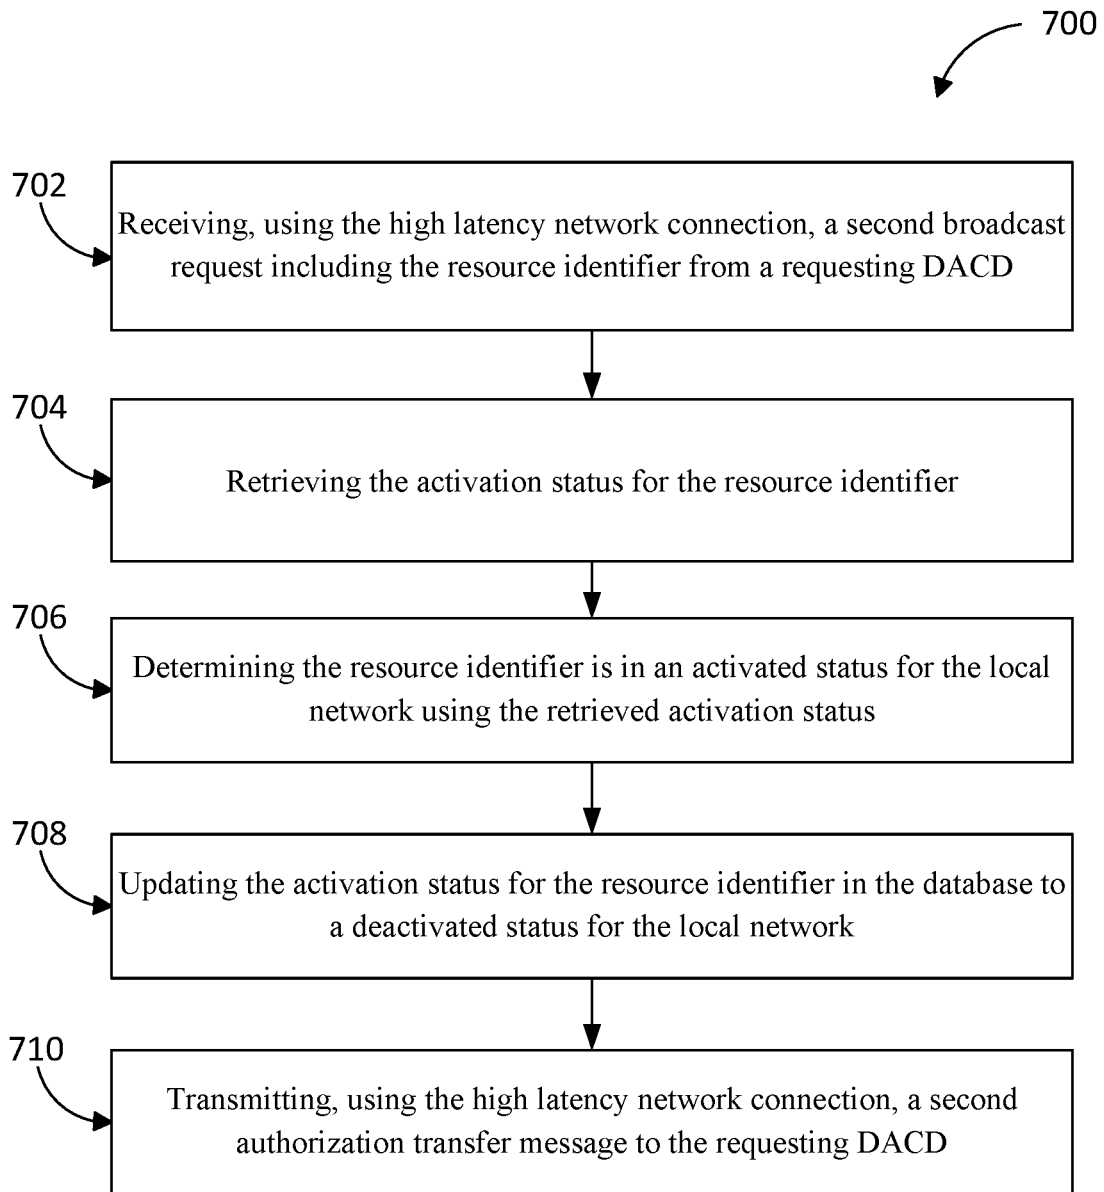 700
702
Receiving, using the high latency network connection, a second broadcast
request including the resource identifier from a requesting DACD
704
Retrieving the activation status for the resource identifier
706
Determining the resource identifier is in an activated status for the local
network using the retrieved activation status
708
Updating the activation status for the resource identifier in the database to
a deactivated status for the local network
710
Transmitting, using the high latency network connection, a second
authorization transfer message to the requesting DACD